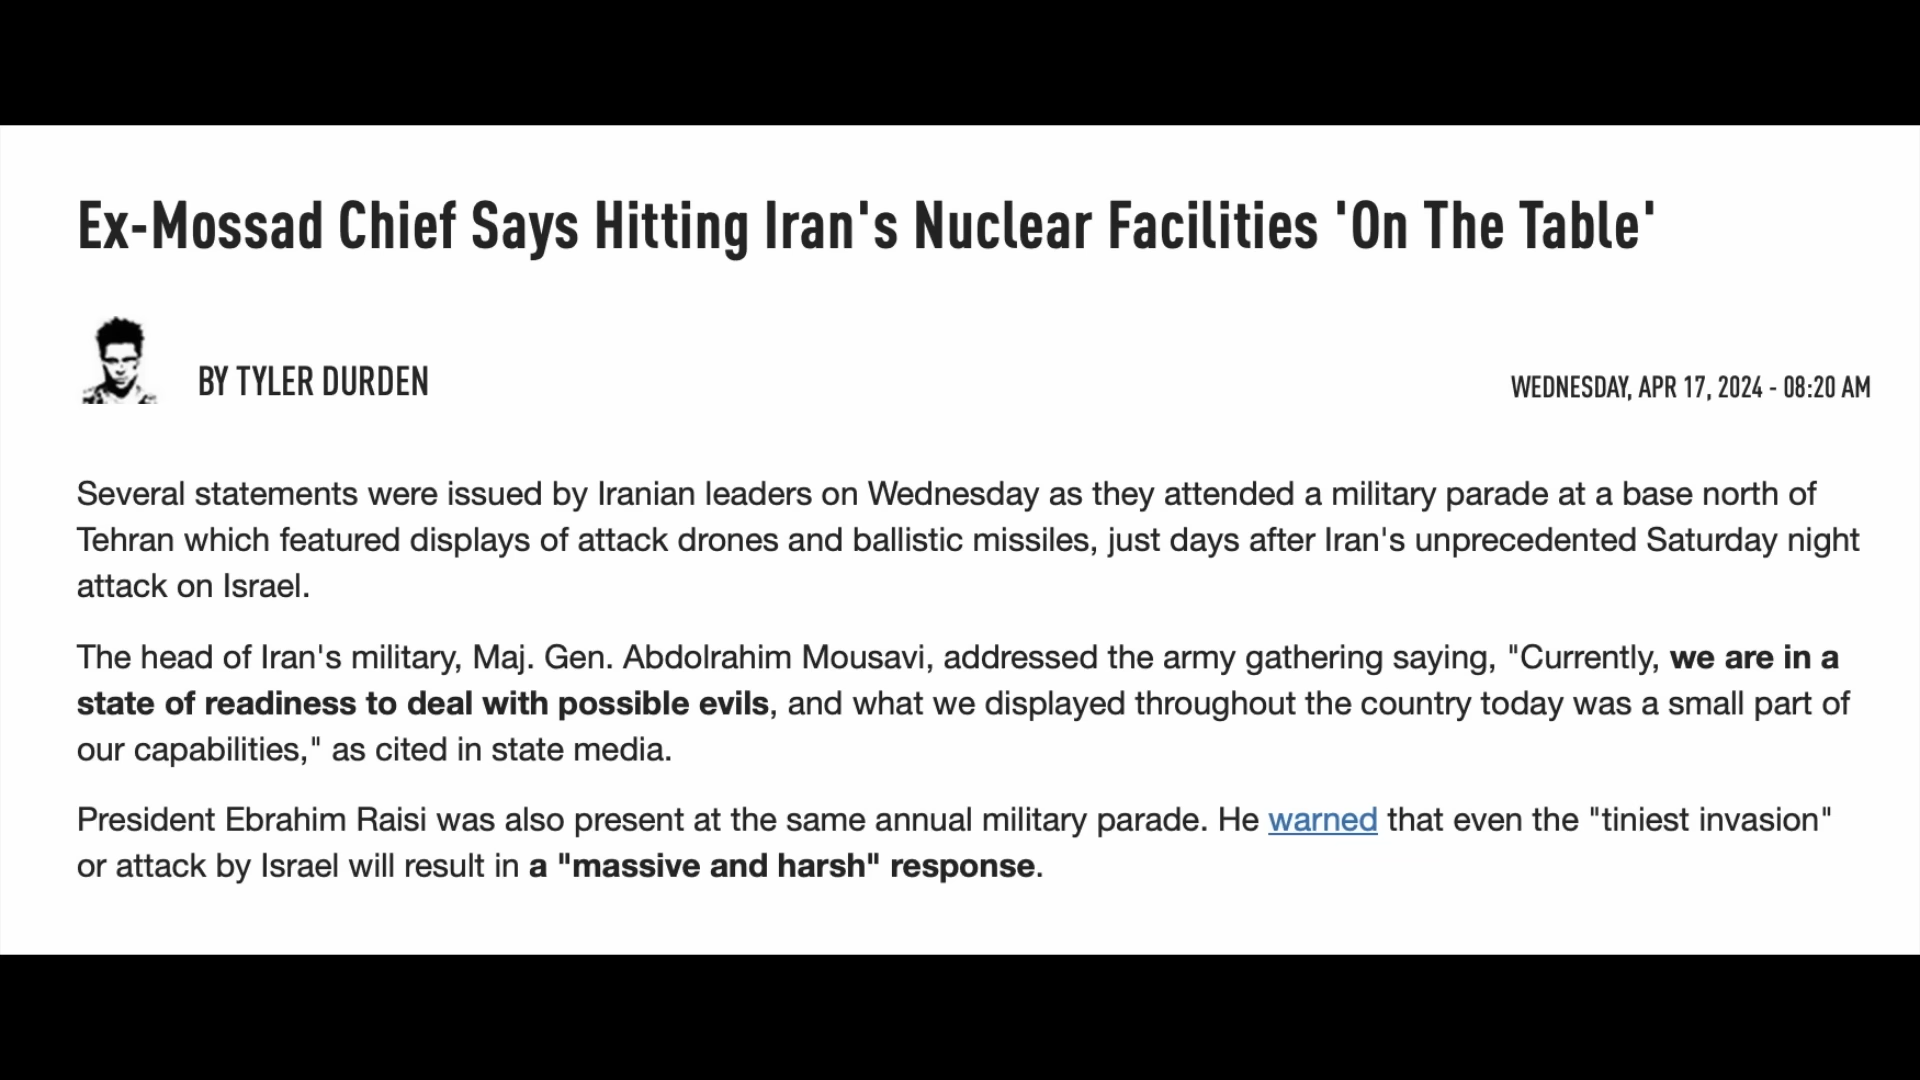 Ex-Mossad Chief Says Hitting Iran's Nuclear Facilities 'On The Table'
BY TYLER DURDEN
WEDNESDAY, APR 17, 2024 - 08:20 AM
Several statements were issued by Iranian leaders on Wednesday as they attended a military parade at a base north of
Tehran which featured displays of attack drones and ballistic missiles, just days after Iran's unprecedented Saturday night
attack on Israel.
The head of Iran's military, Maj. Gen. Abdolrahim Mousavi, addressed the army gathering saying, "Currently, we are in a
state of readiness to deal with possible evils, and what we displayed throughout the country today was a small part of
our capabilities," as cited in state media.
President Ebrahim Raisi was also present at the same annual military parade. He warned that even the "tiniest invasion"
or attack by Israel will result in a "massive and harsh" response.